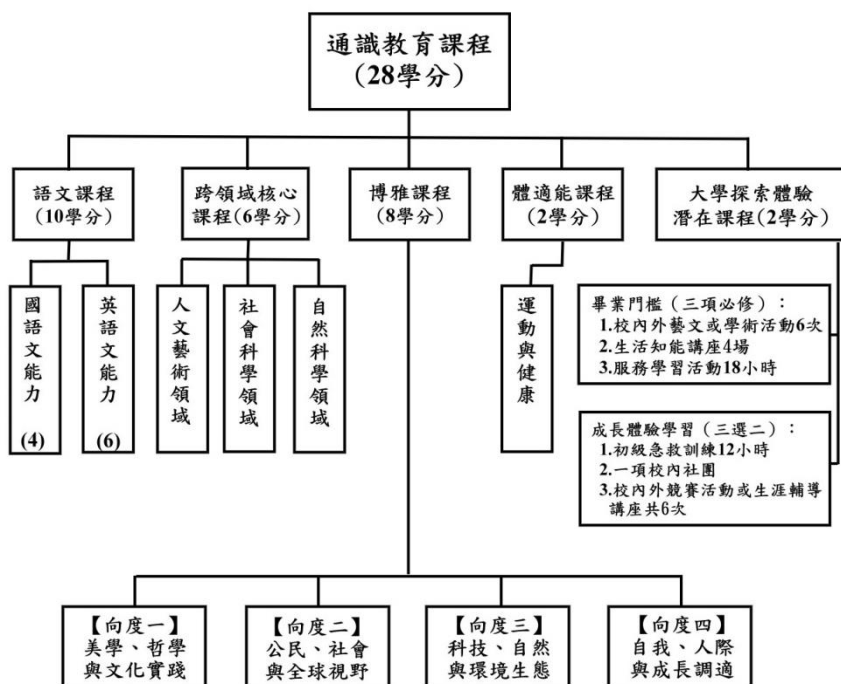 通識教育課程
(28學分)
語文課程
(10學分)
跨領域核心
課程(6學分)
博雅課程
(8學分)
體適能課程
(2學分)
大學探索體驗
潛在課程(2學分)
國語文能力
(4)
英語文能力
(6)
人文藝術領域
社會科學領域
自然科學領域
運動與健康
畢業門檻（三項必修）：
1.校內外藝文或學術活動6次
2.生活知能講座4場
3.服務學習活動18小時
成長體驗學習（三選二）：
1.初級急救訓練12小時
2.一項校內社團
3.校內外競賽活動或生涯輔導
講座共6次
【向度一】
美學、哲學
與文化實踐
【向度二】
公民、社會
與全球視野
【向度三】
科技、自然
與環境生態
【向度四】
自我、人際
與成長調適